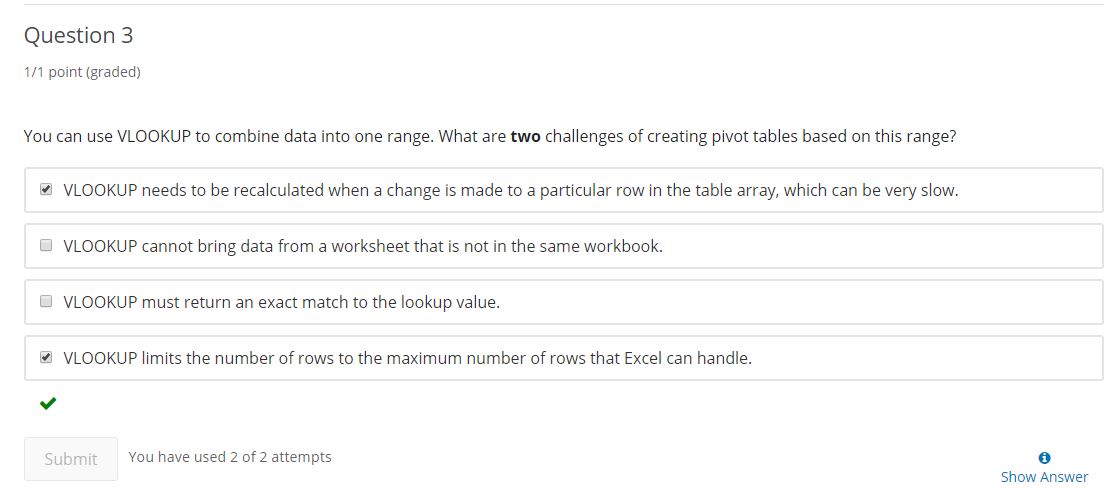 Question 3
1/1 point (graded)
You can use VLOOKUP to combine data into one range. What are two challenges of creating pivot tables based on this range?
VLOOKUP needs to be recalculated when a change is made to a particular row in the table array, which can be very slow.
VLOOKUP cannot bring data from a worksheet that is not in the same workbook.
VLOOKUP must return an exact match to the lookup value.
VLOOKUP limits the number of rows to the maximum number of rows that Excel can handle.
Submit You have used 2 of 2 attempts
Show Answer